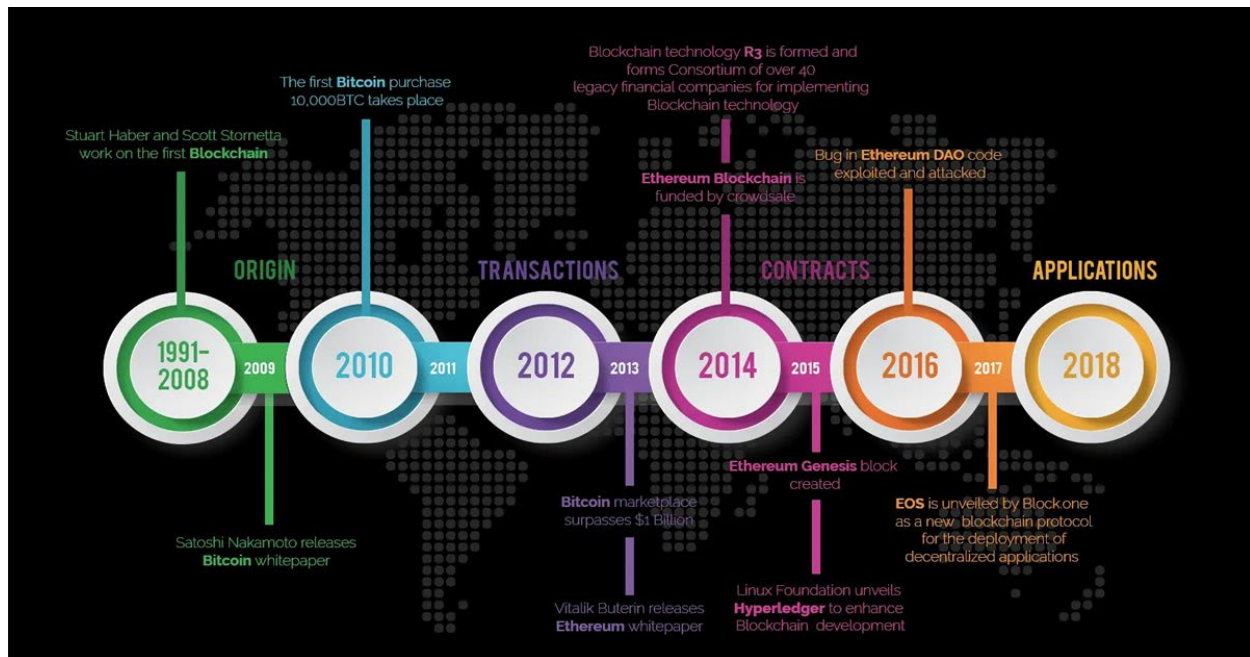 Blockchain technology R3 is formed and
forms Consortium of over 40
legacy financial companies for implementing
Blockchain technology
The first Bitcoin purchase
10,000BTC takes place
Stuart Haber and Scott Stornetta
work on the first Blockchain
Bug in Ethereum DAO code
exploited and attacked
Ethereum Blockchain is
funded by crowdsale
ORIGIN
TRANSACTIONS
CONTRACTS
APPLICATIONS
1991-
2008
2009
2010
2011
2012
2013
2014
2015
2016
2017
2018
Ethereum Genesis block
created
Bitcoin marketplace
surpasses $1 Billion
EOS is unveiled by Block.one
as a new blockchain protocol
for the deployment of
decentralized applications
Satoshi Nakamoto releases
Bitcoin whitepaper
Linux Foundation unveils
Hyperledger to enhance
Blockchain development
Vitalik Buterin releases
Ethereum whitepaper